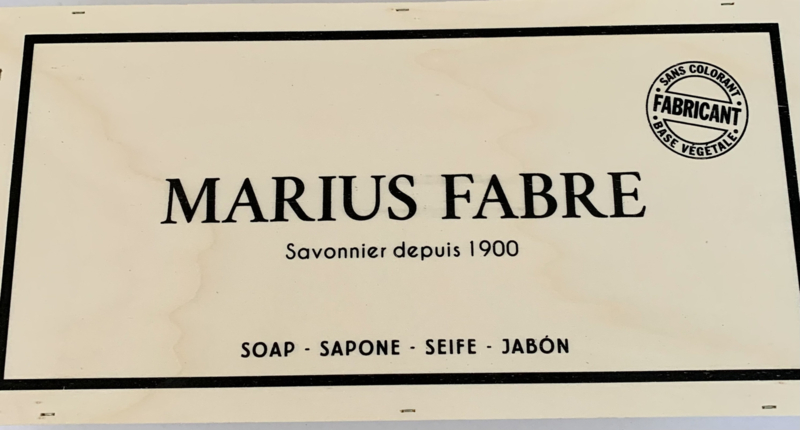 SANS COLORANT
FABRICANT
BASE VÉGÉTALE
MARIUS FABRE
Savonnier depuis 1900
SOAP - SAPONE - SEIFE - JABÓN